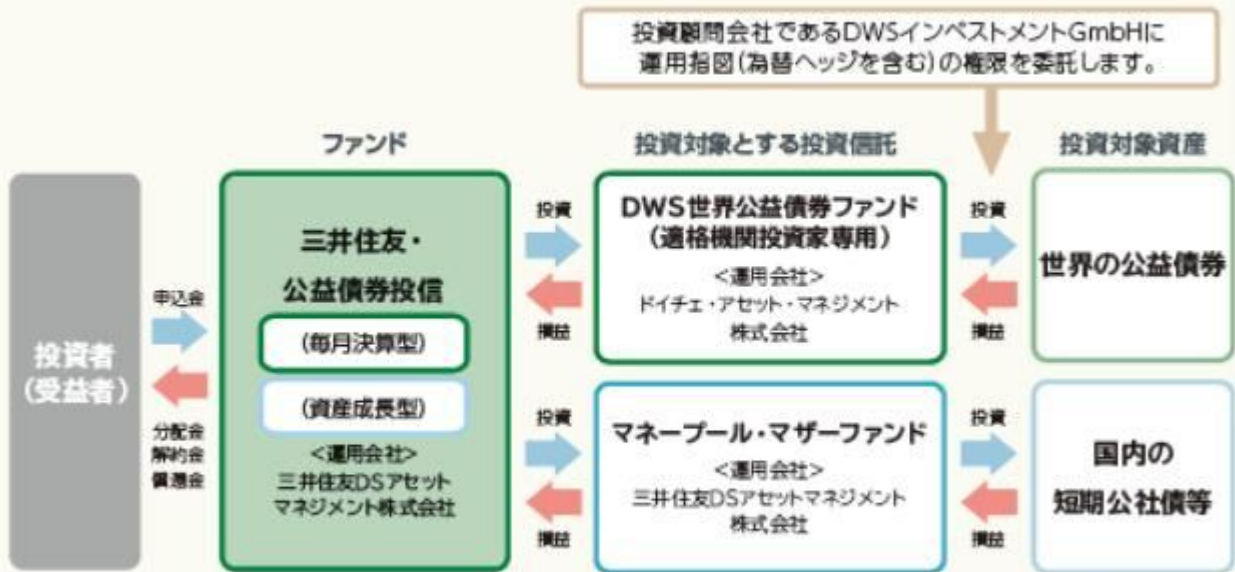 投資顧問会社であるDWSインベストメントGmbHに
運用指図(為替ヘッジを含む)の権限を委託します。
ファンド
投資対象とする投資信託
投資対象資産
投資者
(受益者)
申込金
分配金
解約金
償還金
三井住友・
公益債券投信
(毎月決算型)
(資産成長型)
<運用会社>
三井住友DSアセット
マネジメント株式会社
投資
損益
DWS世界公益債券ファンド
(適格機関投資家専用)
<運用会社>
ドイチェ・アセット・マネジメント
株式会社
投資
損益
世界の公益債券
投資
損益
マネープール・マザーファンド
<運用会社>
三井住友DSアセットマネジメント
株式会社
投資
損益
国内の
短期公社債等